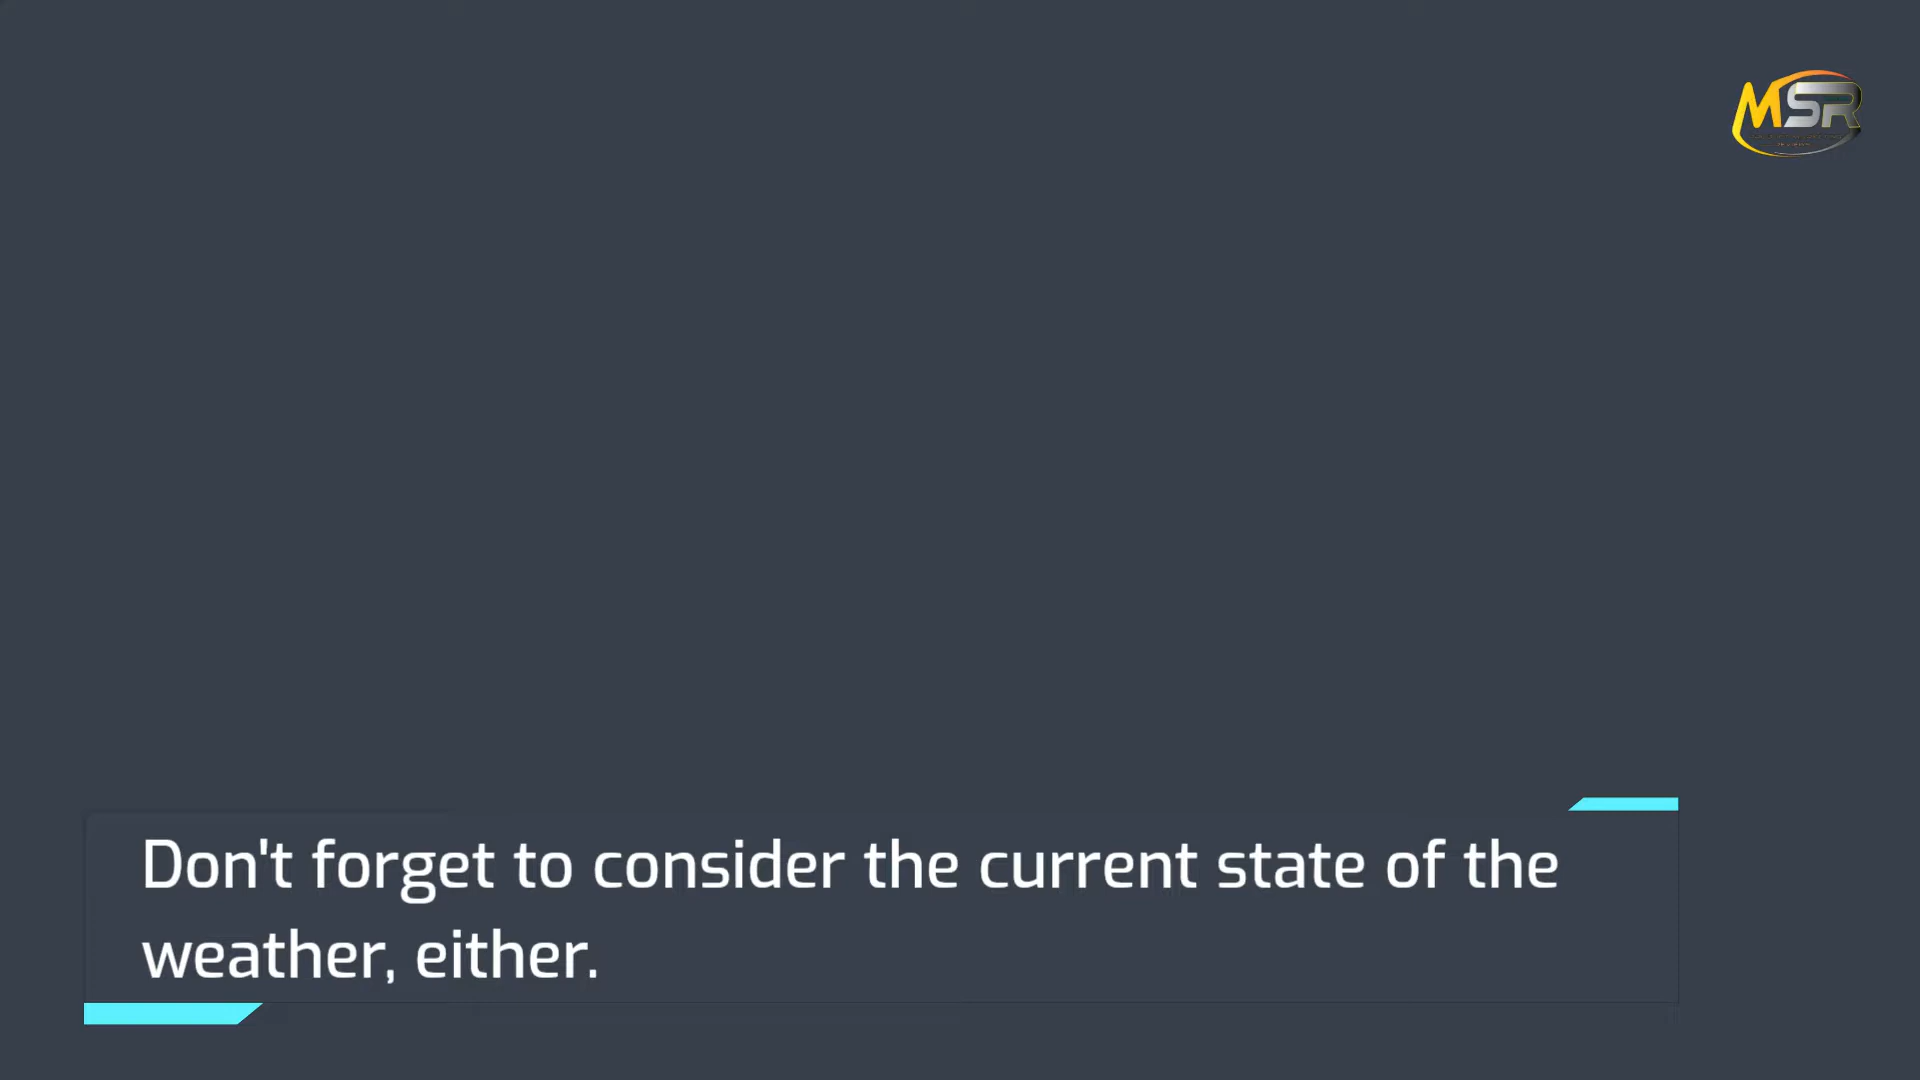 MSR
Don't forget to consider the current state of the
weather, either.